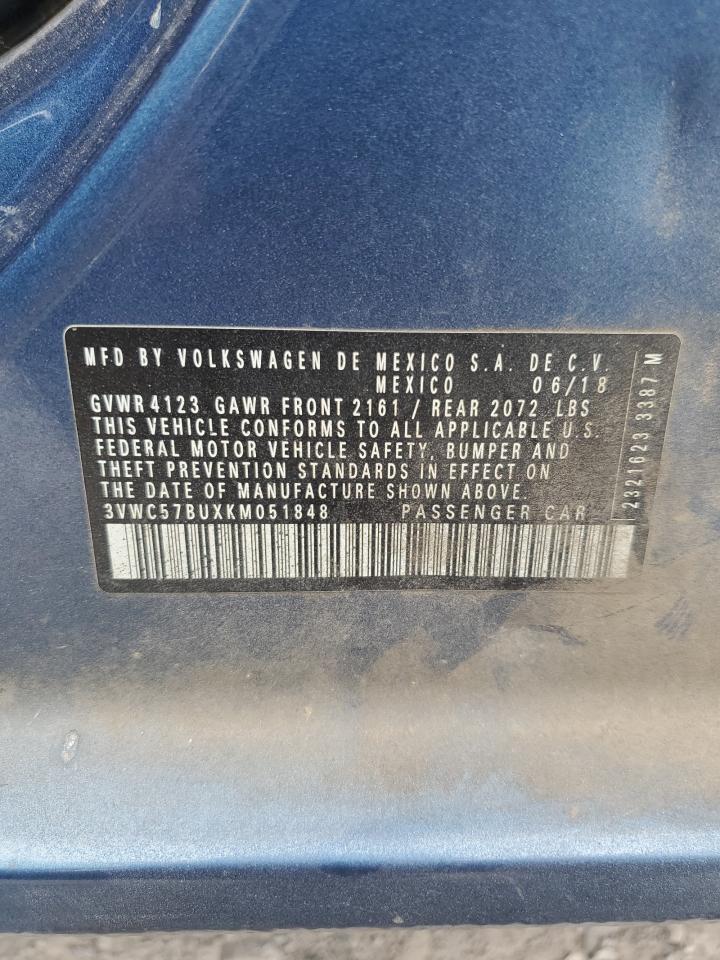 MFD BY VOLKSWAGEN DE MEXICO S.A. DE C.V.
MEXICO 06/18
GVWR 4123 GAWR FRONT 2161 / REAR 2072 LBS
THIS VEHICLE CONFORMS TO ALL APPLICABLE U.S.
FEDERAL MOTOR VEHICLE SAFETY, BUMPER AND
THEFT PREVENTION STANDARDS IN EFFECT ON
THE DATE OF MANUFACTURE SHOWN ABOVE.
3VWC57BUXKM051848 PASSENGER CAR
2321623 3387 M